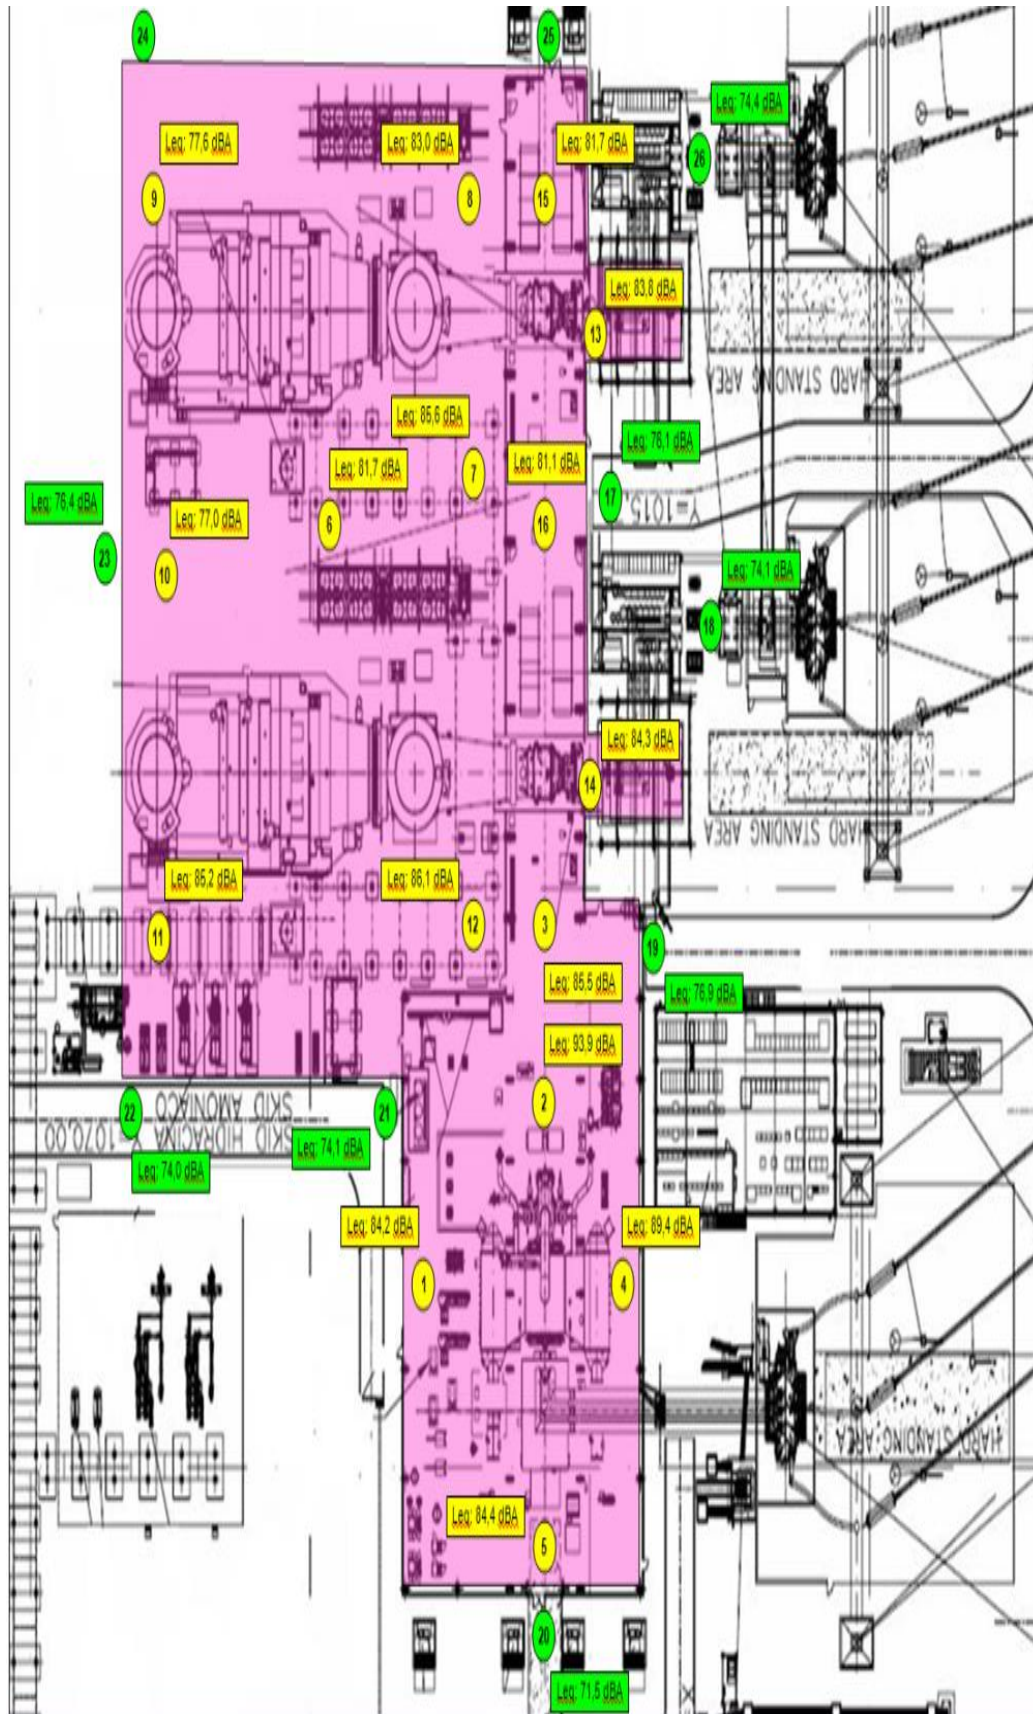 24
25
Leq: 74,4 dBA
Leq: 77,6 dBA
Leq: 83,0 dBA
Leq: 81,7 dBA
26
9
8
15
Leq: 83,8 dBA
13
HARD STANDING AREA
Leq: 85,6 dBA
Leq: 76,1 dBA
Leq: 81,7 dBA
7
Leq: 81,1 dBA
17
Y=1015.
Leq: 76,4 dBA
Leq: 77,0 dBA
6
16
23
10
Leq: 74,1 dBA
18
Leq: 84,3 dBA
14
HARD STANDING AREA
Leq: 85,2 dBA
Leq: 86,1 dBA
11
12
3
19
Leq: 85,5 dBA
Leq: 76,9 dBA
Leq: 93,9 dBA
22
21
2
SKID HIDRACINA Y=1070.00
SKID AMONIACO
Leq: 74,0 dBA
Leq: 74,1 dBA
Leq: 84,2 dBA
Leq: 89,4 dBA
1
4
HARD STANDING AREA
Leq: 84,4 dBA
5
20
Leq: 71,5 dBA